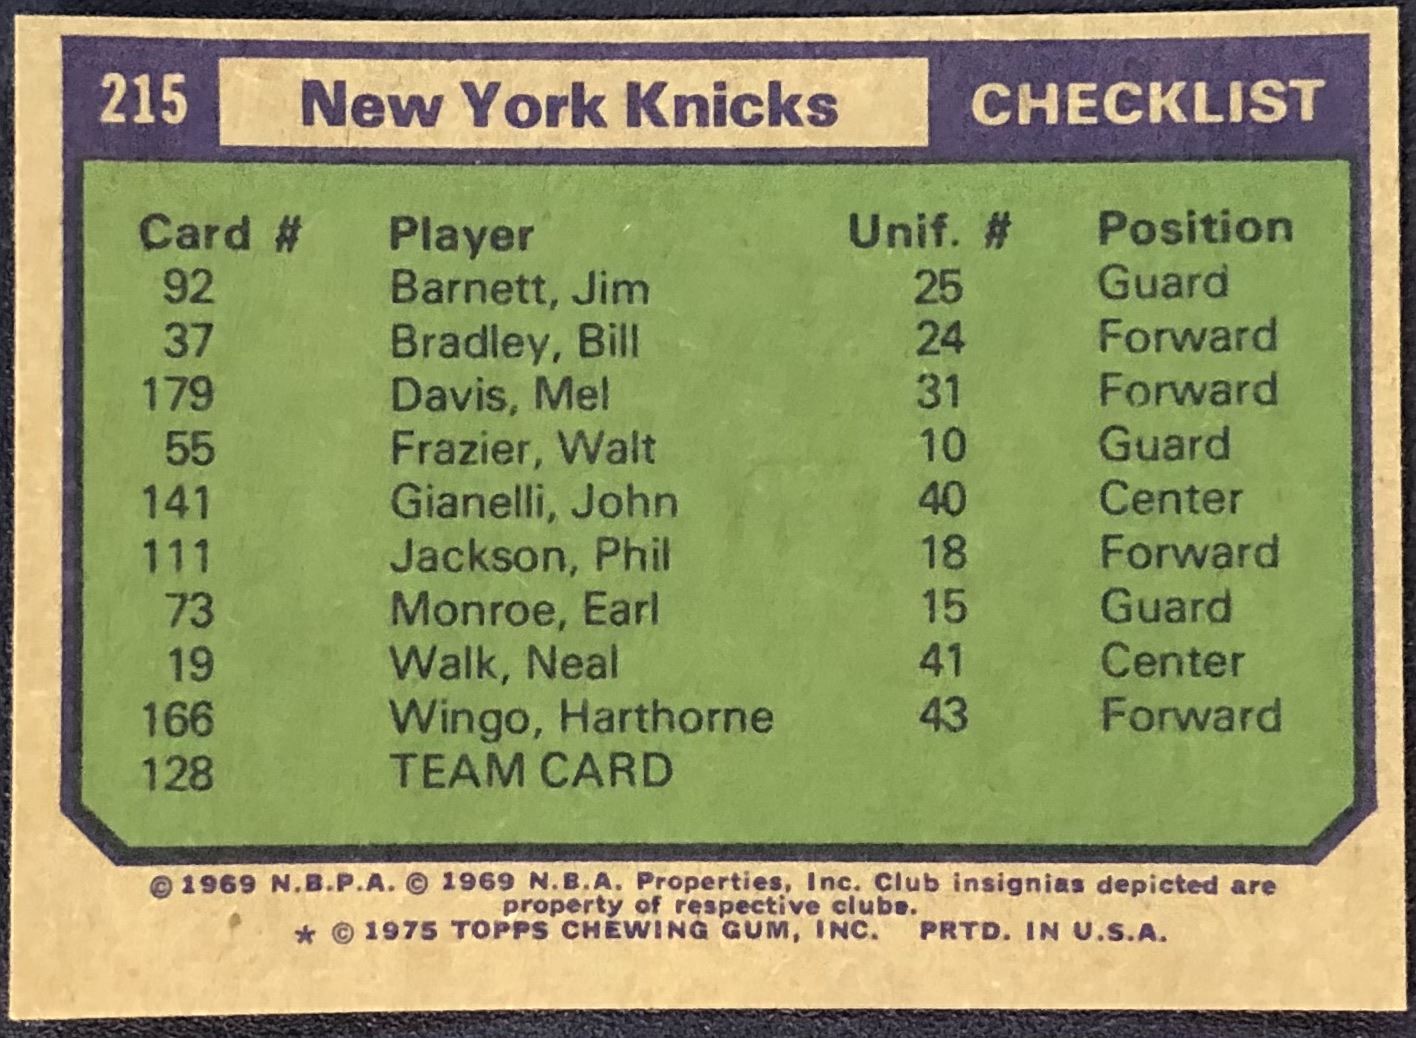 215 New York Knicks CHECKLIST
Card # Player Unif. # Position
92 Barnett, Jim 25 Guard
37 Bradley, Bill 24 Forward
179 Davis, Mel 31 Forward
55 Frazier, Walt 10 Guard
141 Gianelli, John 40 Center
111 Jackson, Phil 18 Forward
73 Monroe, Earl 15 Guard
19 Walk, Neal 41 Center
166 Wingo, Harthorne 43 Forward
128 TEAM CARD
© 1969 N.B.P.A. © 1969 N.B.A. Properties, Inc. Club insignias depicted are
property of respective clubs.
* © 1975 TOPPS CHEWING GUM, INC. PRTD. IN U.S.A.